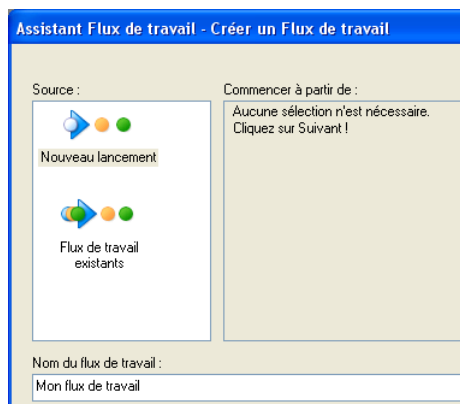 Assistant Flux de travail - Créer un Flux de travail
Source :
Commencer à partir de :
Nouveau lancement
Flux de travail
existants
Aucune sélection n'est nécessaire.
Cliquez sur Suivant !
Nom du flux de travail :
Mon flux de travail